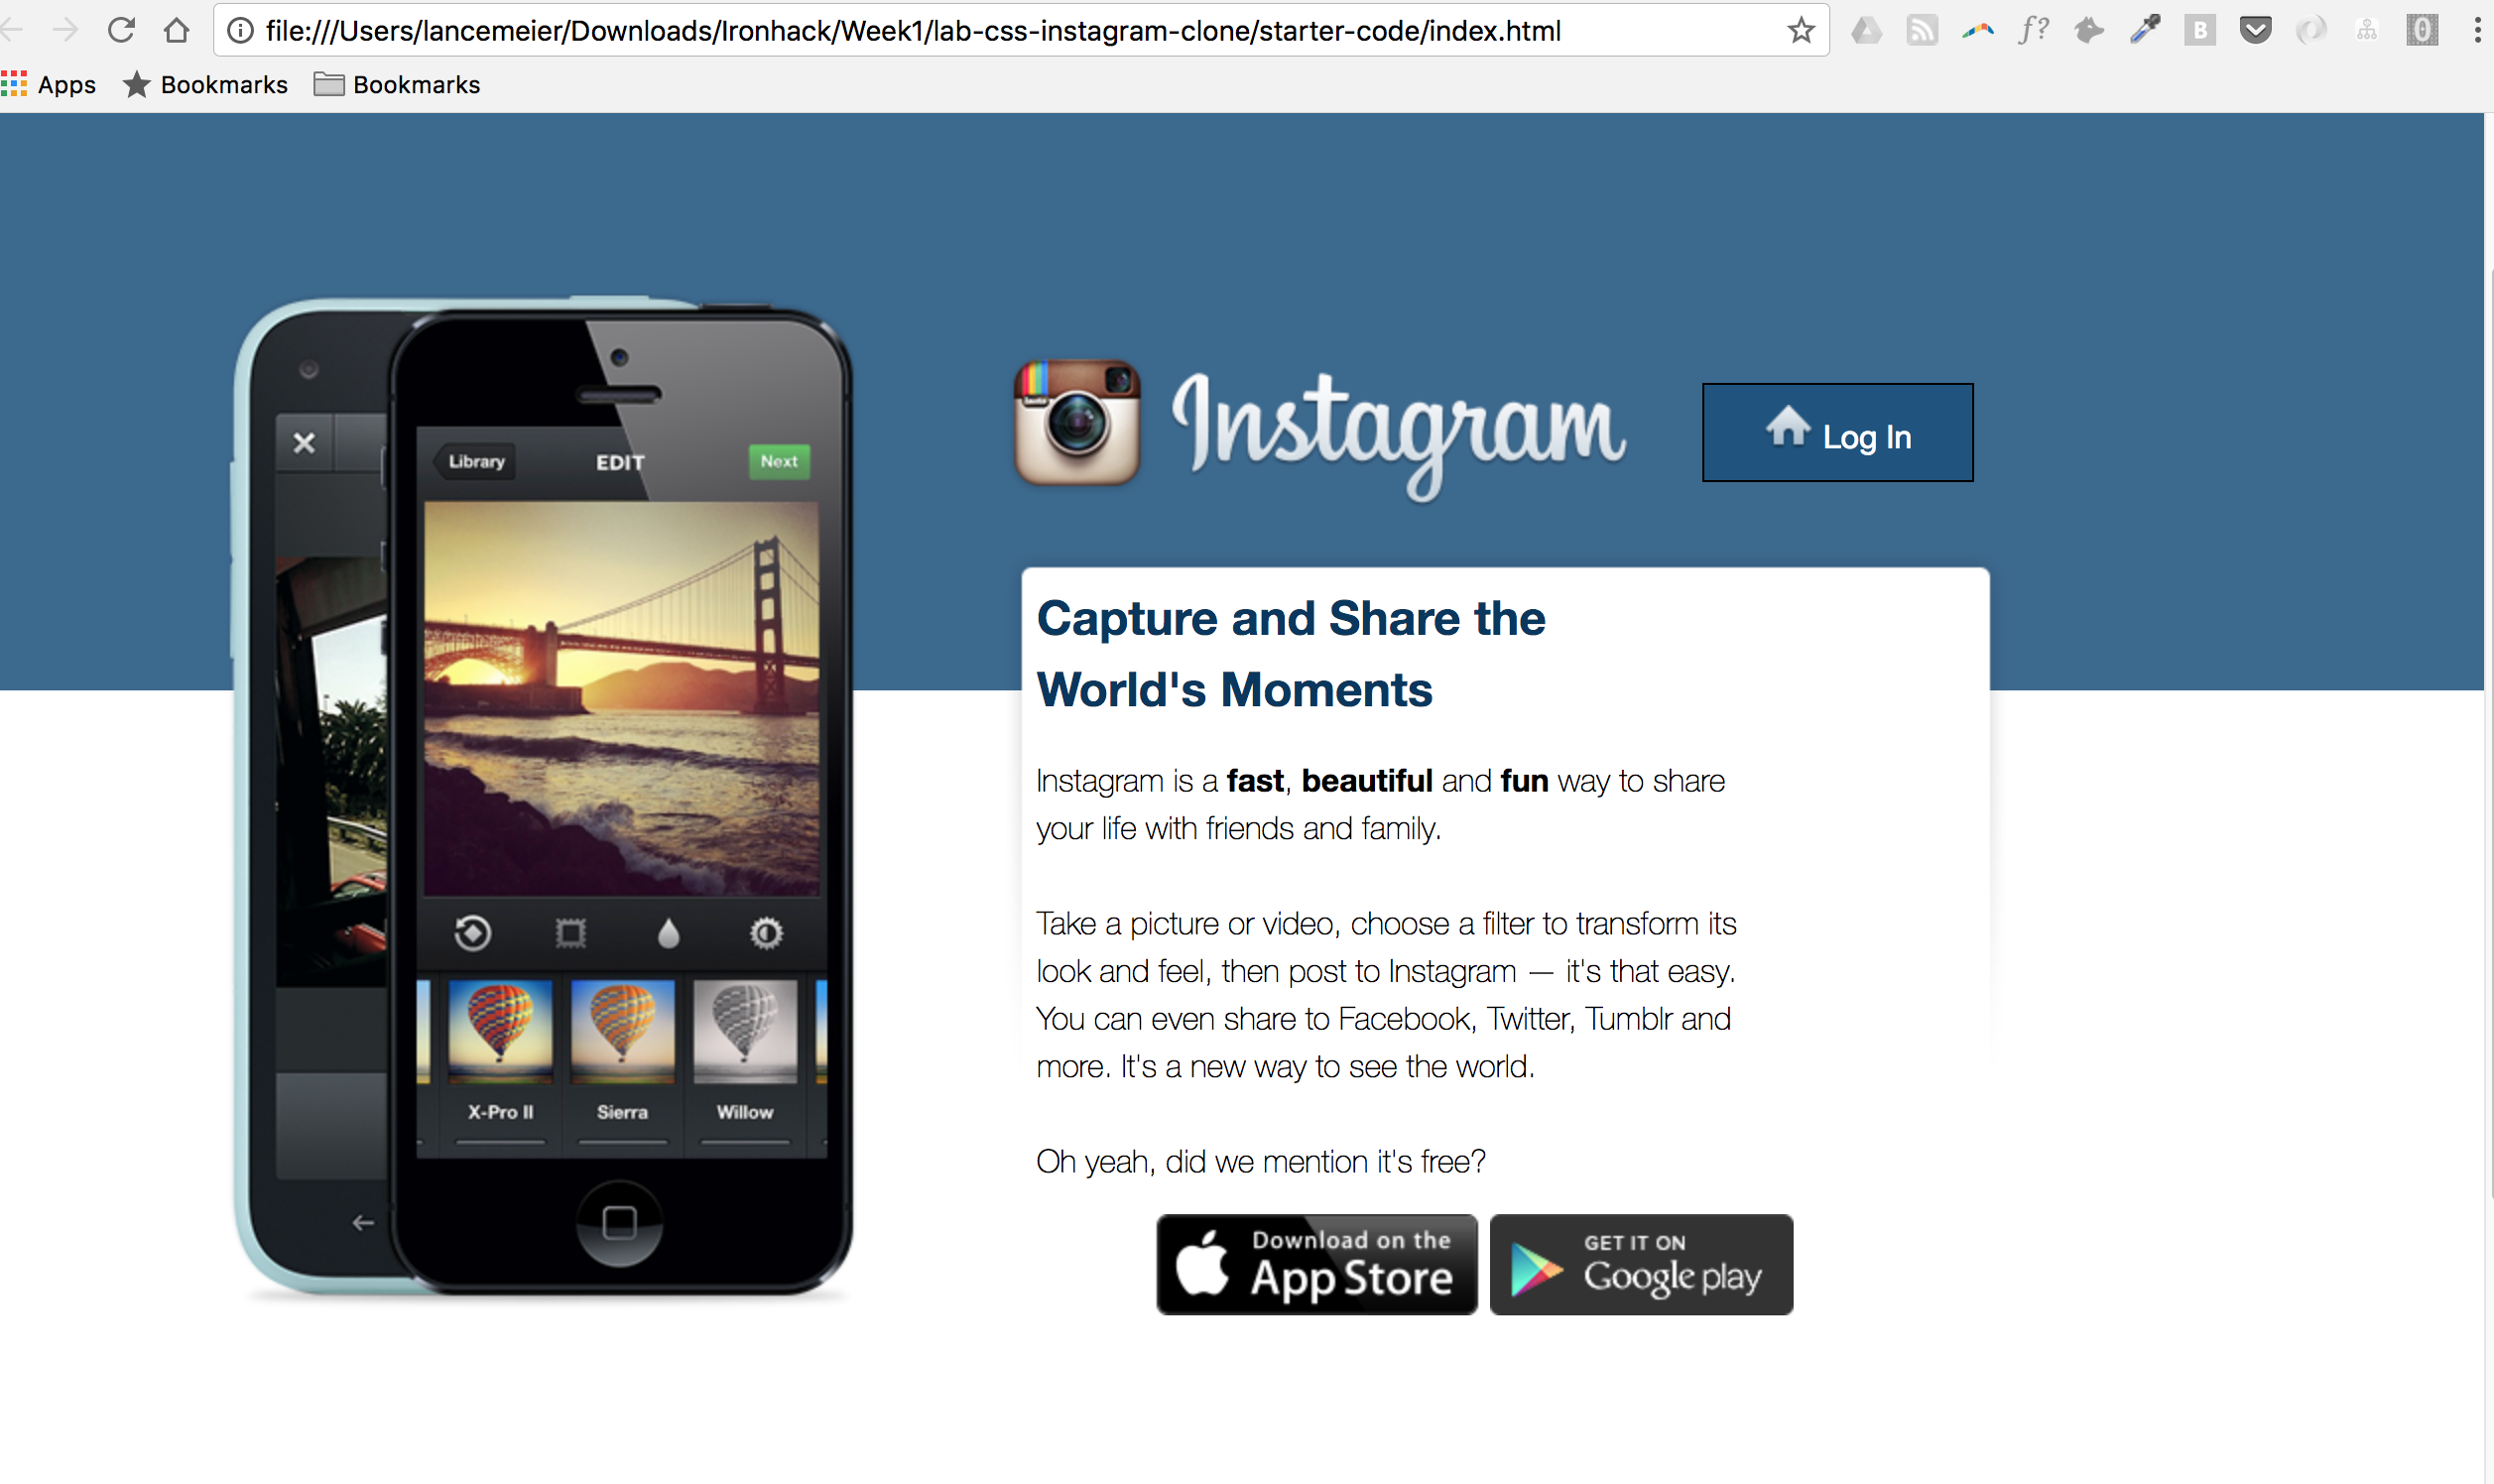 file:///Users/lancemeier/Downloads/Ironhack/Week1/lab-css-instagram-clone/starter-code/index.html
f?
B
0
Apps
Bookmarks
Bookmarks
Instagram
Log In
Library
EDIT
Next
X-Pro II
Sierra
Willow
Capture and Share the
World's Moments
Instagram is a fast, beautiful and fun way to share
your life with friends and family.
Take a picture or video, choose a filter to transform its
look and feel, then post to Instagram — it's that easy.
You can even share to Facebook, Twitter, Tumblr and
more. It's a new way to see the world.
Oh yeah, did we mention it's free?
Download on the
App Store
GET IT ON
Google play